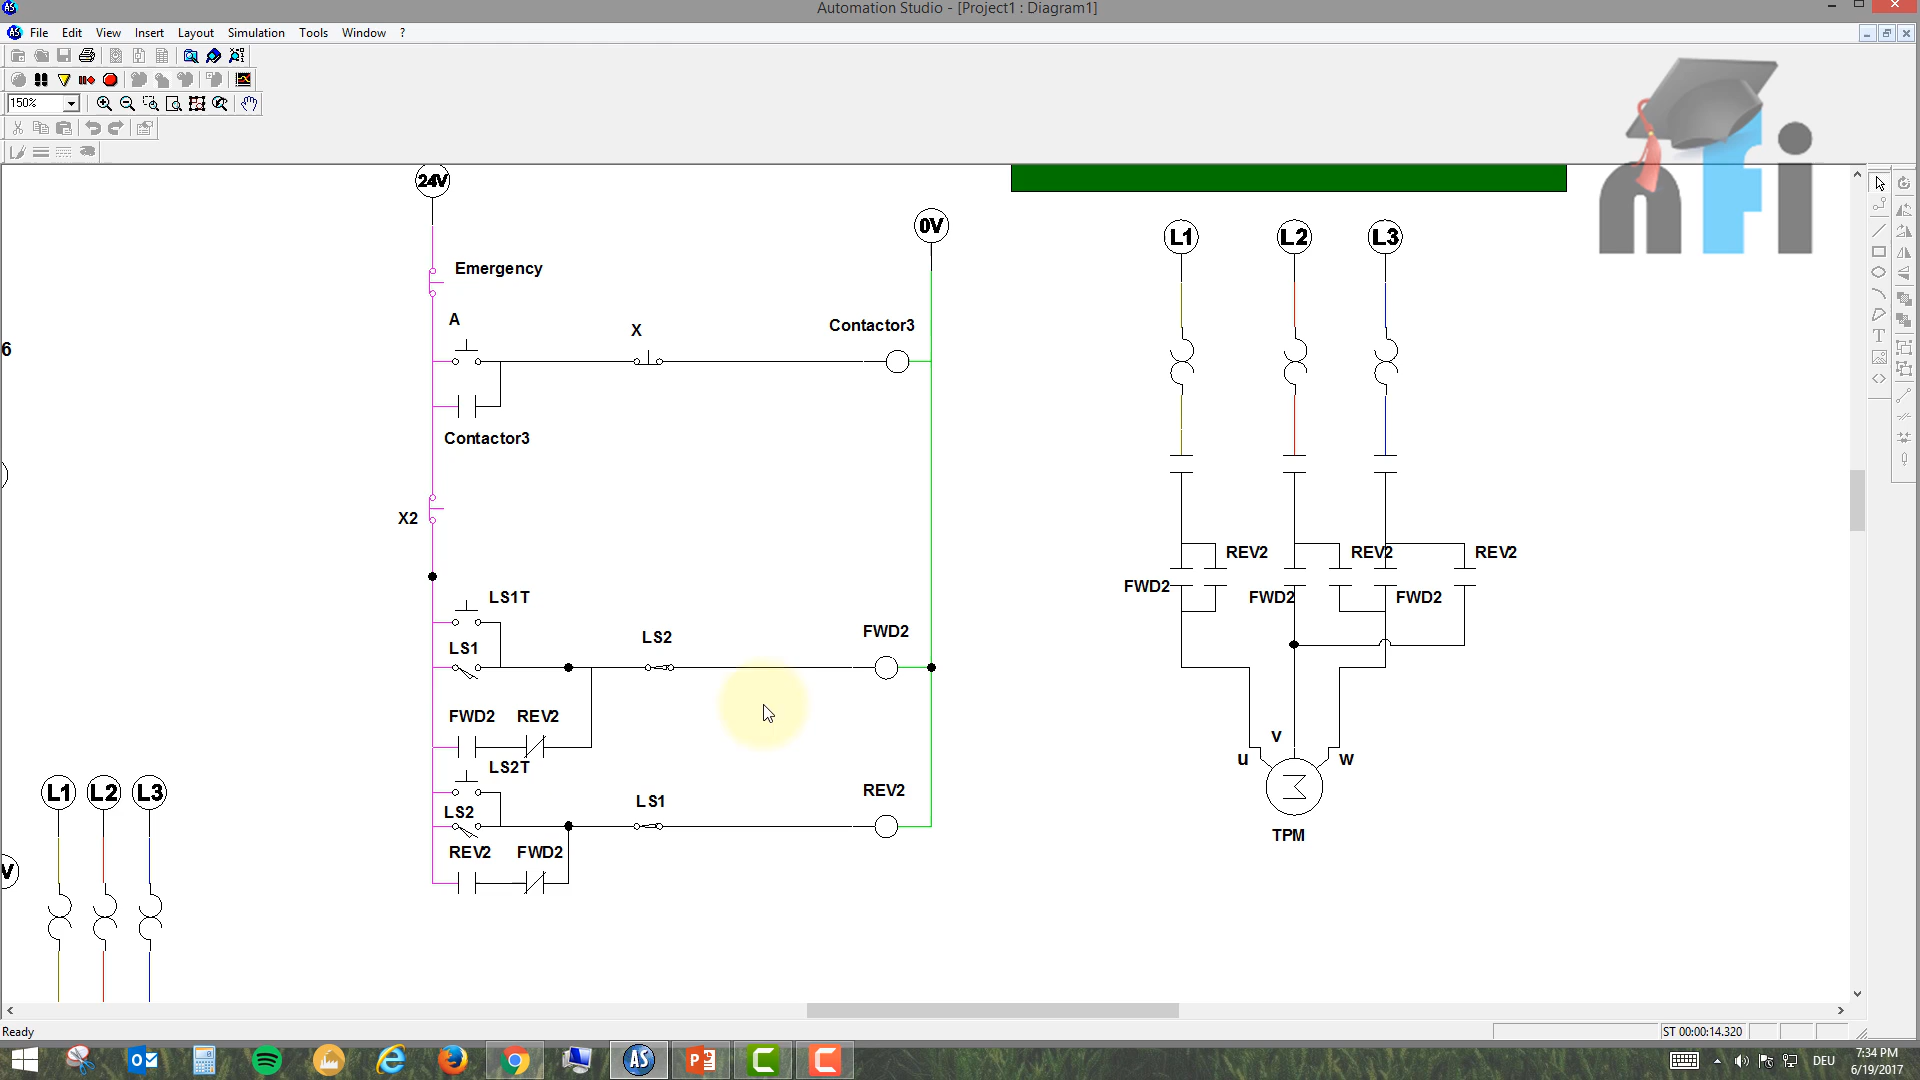 Automation Studio - [Project1 : Diagram1]
File Edit View Insert Layout Simulation Tools Window ?
150%
nfi
24V
0V
L1 L2 L3
Emergency
A
X
Contactor3
6
Contactor3
X2
REV2 REV2 REV2
FWD2 FWD2 FWD2
LS1T
LS1
LS2
FWD2
FWD2 REV2
V
U W
LS2T
TPM
L1 L2 L3
LS2
LS1
REV2
REV2 FWD2
V
Ready
ST 00:00:14.320
DEU
7:34 PM
6/19/2017